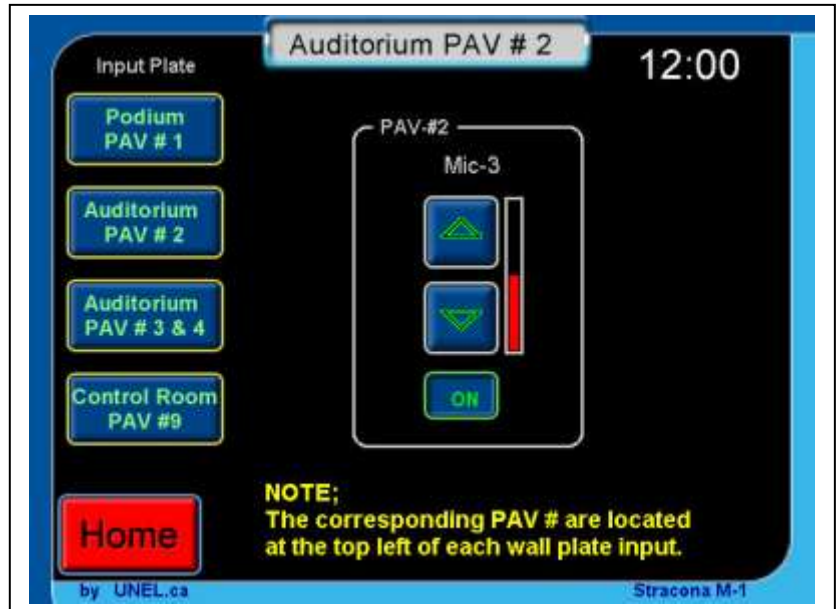 Auditorium PAV # 2
12:00
Input Plate
Podium
PAV # 1
Auditorium
PAV # 2
Auditorium
PAV # 3 & 4
Control Room
PAV #9
PAV-#2
Mic-3
ON
NOTE;
The corresponding PAV # are located
at the top left of each wall plate input.
Home
by UNEL.ca
Stracona M-1